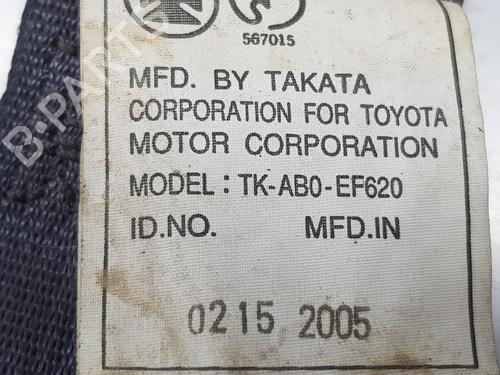 567015
MFD. BY TAKATA
CORPORATION FOR TOYOTA
MOTOR CORPORATION
MODEL : TK-AB0-EF620
ID.NO. MFD.IN
0215 2005
B-PARTS